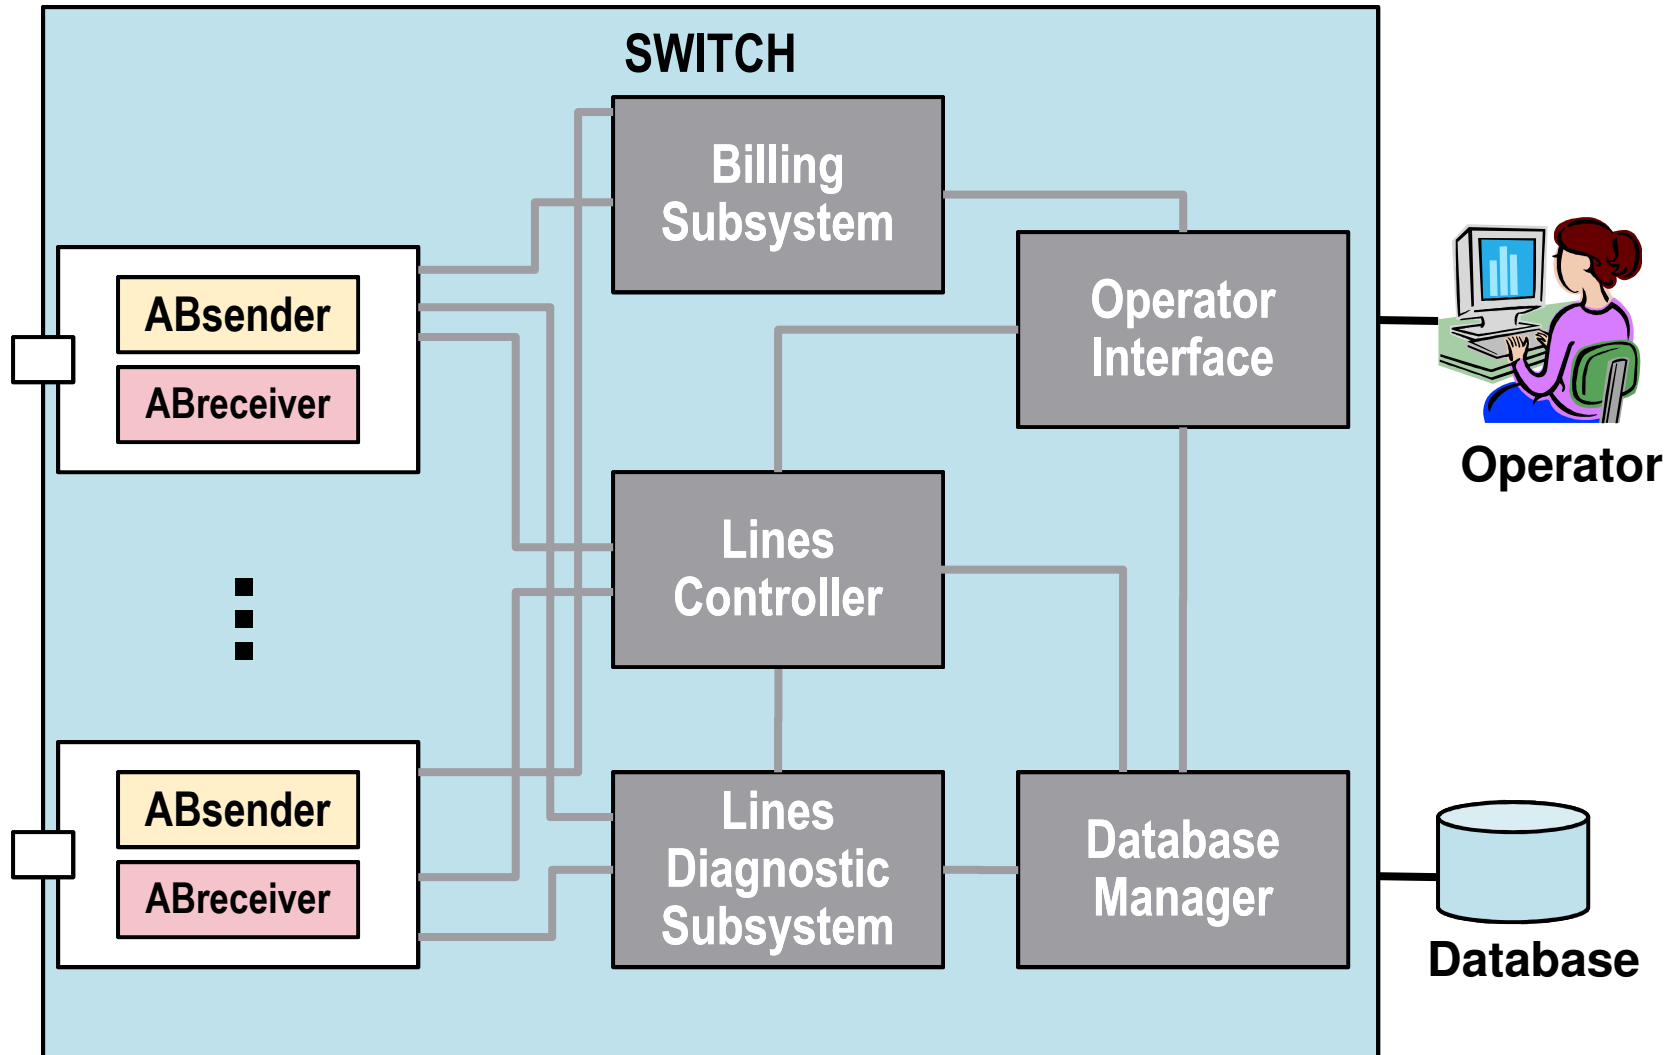 SWITCH
Billing
Subsystem
ABsender
ABreceiver
Operator
Interface
Operator
Lines
Controller
ABsender
ABreceiver
Lines
Diagnostic
Subsystem
Database
Manager
Database